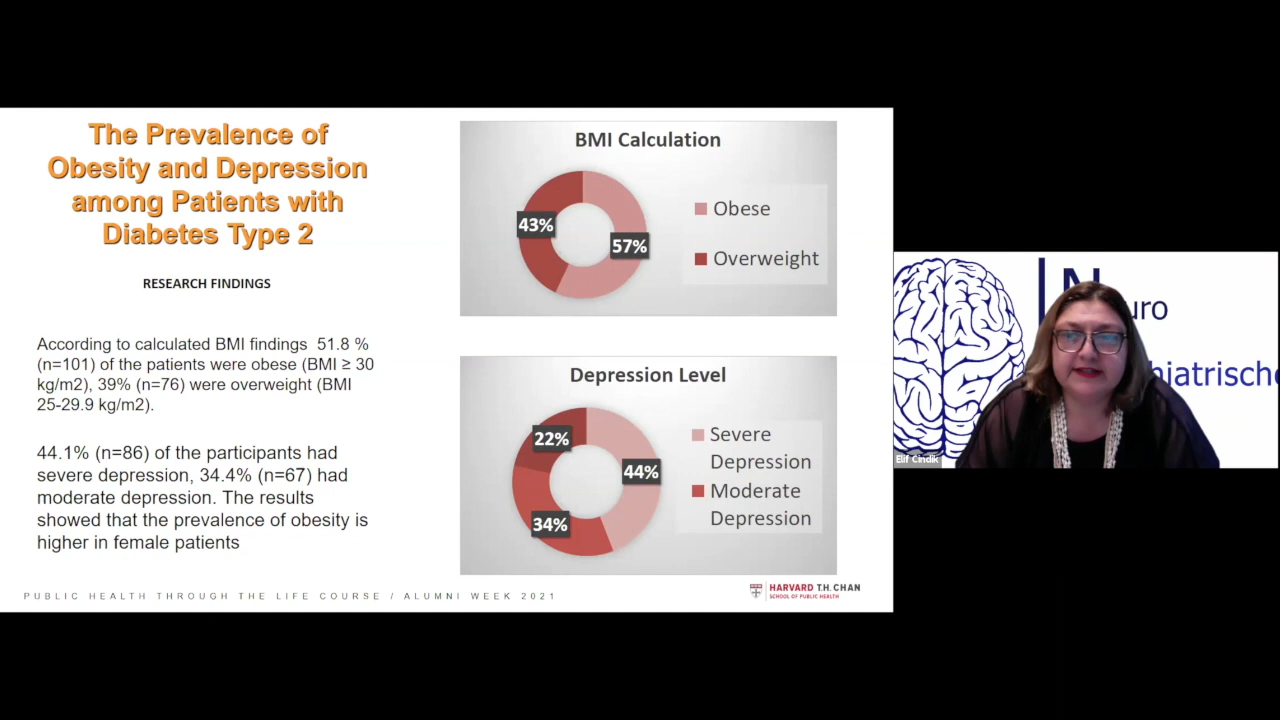 The Prevalence of
Obesity and Depression
among Patients with
Diabetes Type 2
RESEARCH FINDINGS
According to calculated BMI findings 51.8 %
(n=101) of the patients were obese (BMI ≥ 30
kg/m2), 39% (n=76) were overweight (BMI
25-29.9 kg/m2).
44.1% (n=86) of the participants had
severe depression, 34.4% (n=67) had
moderate depression. The results
showed that the prevalence of obesity is
higher in female patients
BMI Calculation
43%
57%
Obese
Overweight
Depression Level
22%
44%
34%
Severe
Depression
Moderate
Depression
PUBLIC HEALTH THROUGH THE LIFE COURSE / ALUMNI WEEK 2021
HARVARD T.H. CHAN
SCHOOL OF PUBLIC HEALTH
uro
hiatrische
Elif Cindik